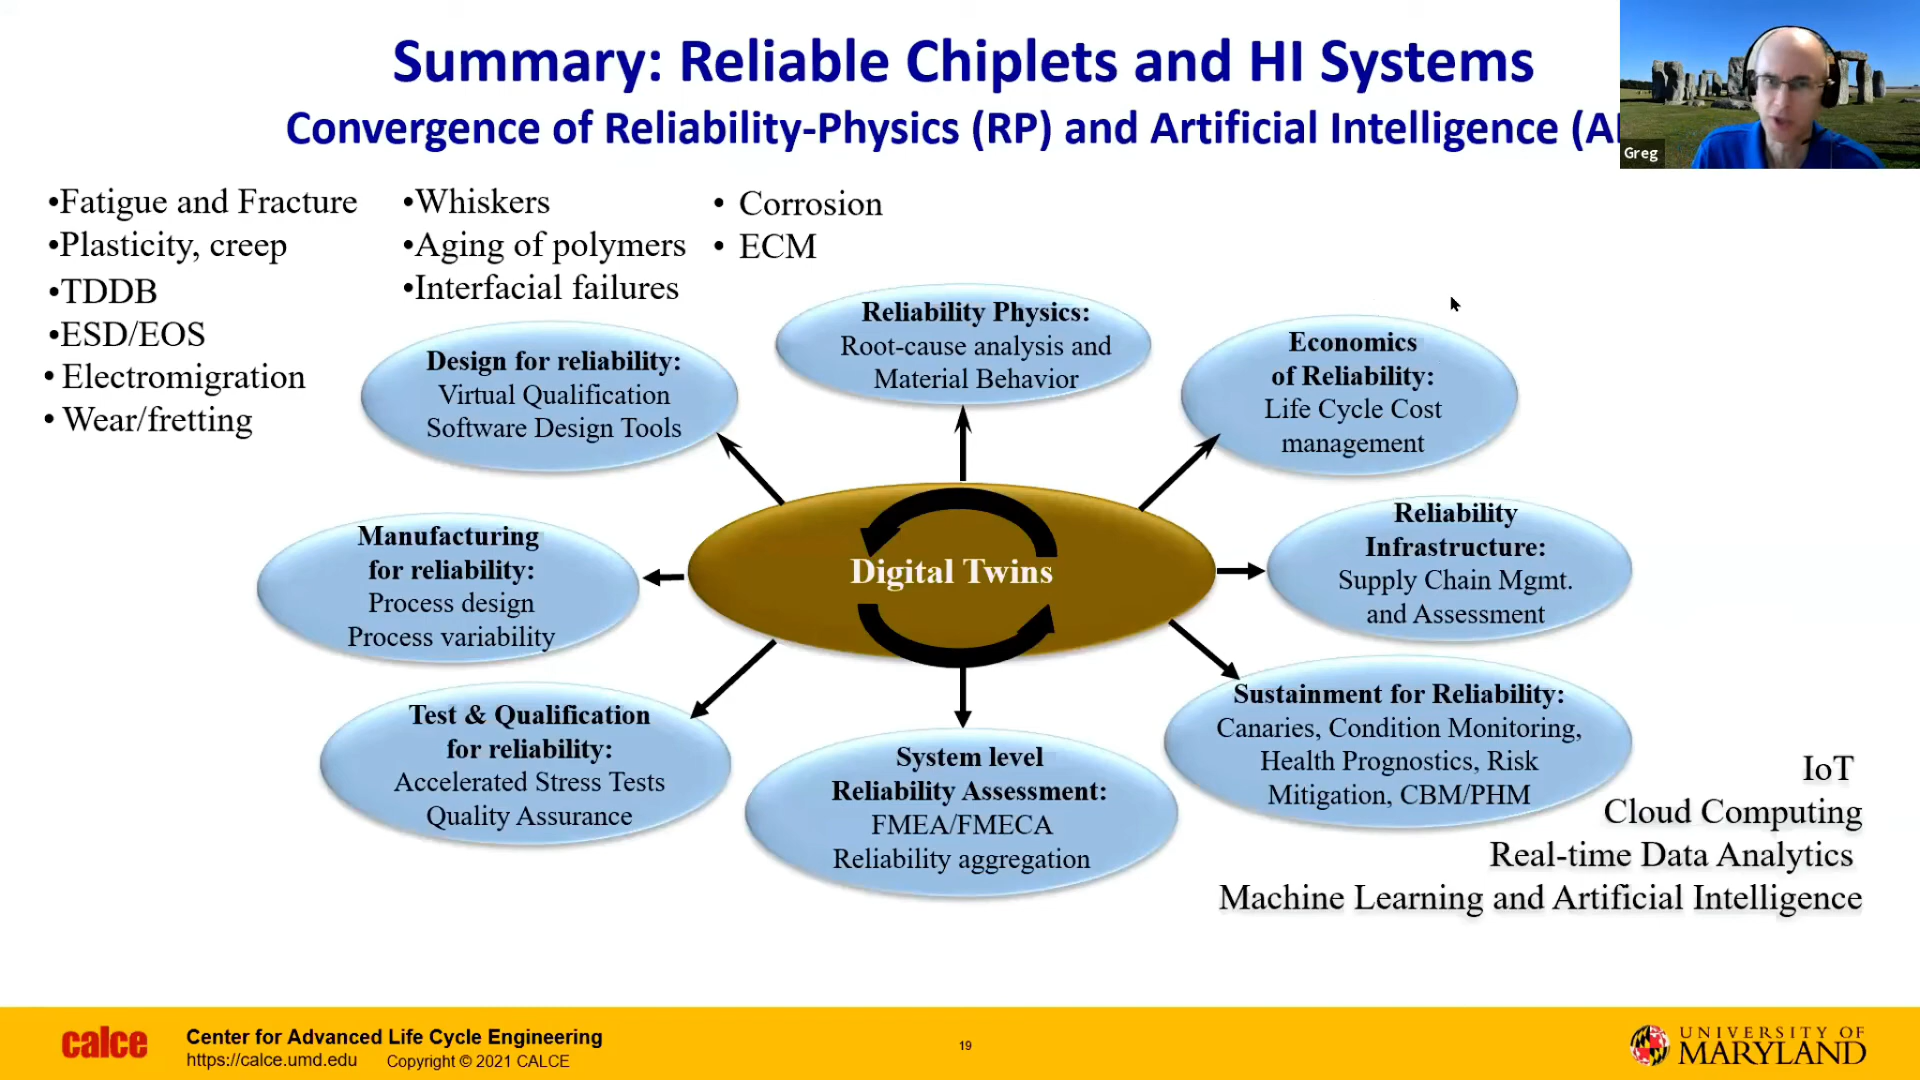 Summary: Reliable Chiplets and HI Systems
Convergence of Reliability-Physics (RP) and Artificial Intelligence (AI
Greg
•Fatigue and Fracture
•Plasticity, creep
•TDDB
•ESD/EOS
• Electromigration
• Wear/fretting
•Whiskers
•Aging of polymers
•Interfacial failures
• Corrosion
• ECM
Design for reliability:
Virtual Qualification
Software Design Tools
Reliability Physics:
Root-cause analysis and
Material Behavior
Economics
of Reliability:
Life Cycle Cost
management
Manufacturing
for reliability:
Process design
Process variability
Digital Twins
Reliability
Infrastructure:
Supply Chain Mgmt.
and Assessment
Test & Qualification
for reliability:
Accelerated Stress Tests
Quality Assurance
System level
Reliability Assessment:
FMEA/FMECA
Reliability aggregation
Sustainment for Reliability:
Canaries, Condition Monitoring,
Health Prognostics, Risk
Mitigation, CBM/PHM
IoT
Cloud Computing
Real-time Data Analytics
Machine Learning and Artificial Intelligence
calce
Center for Advanced Life Cycle Engineering
https://calce.umd.edu Copyright © 2021 CALCE
19
UNIVERSITY OF
MARYLAND